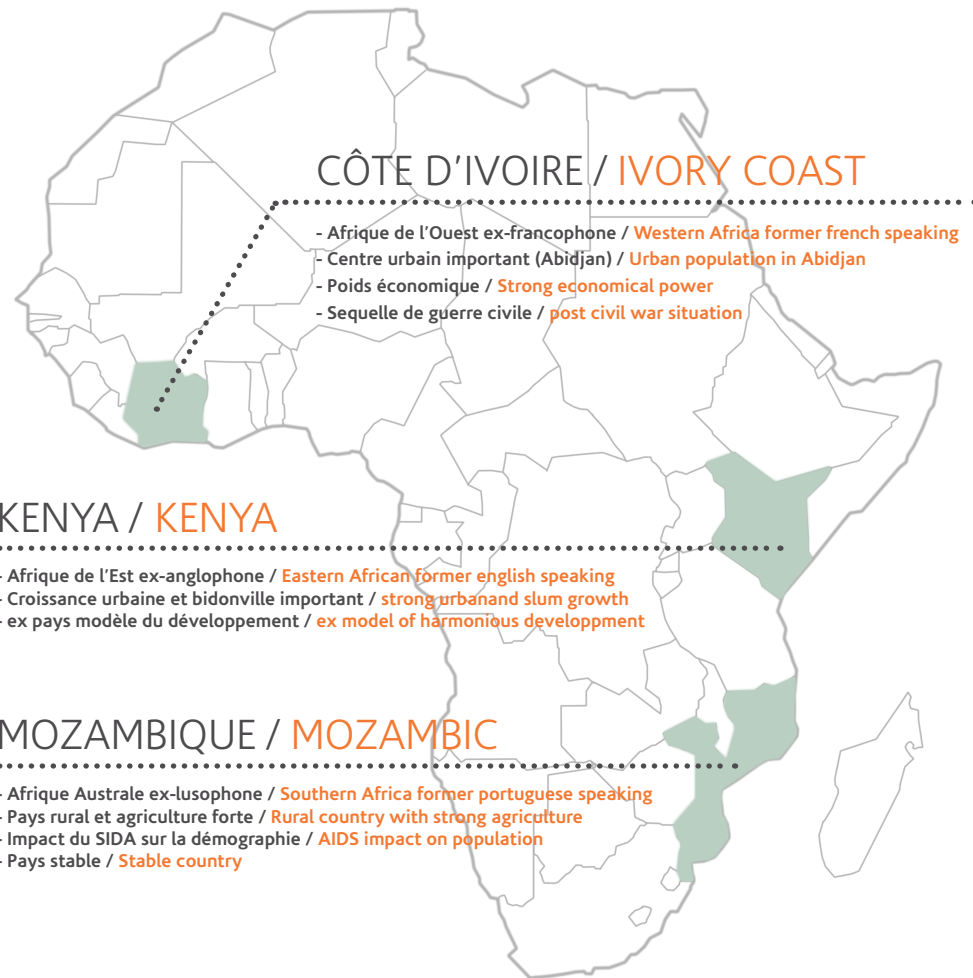 CÔTE D’IVOIRE / IVORY COAST
- Afrique de l’Ouest ex-francophone / Western Africa former french speaking
- Centre urbain important (Abidjan) / Urban population in Abidjan
- Poids économique / Strong economical power
- Sequelle de guerre civile / post civil war situation
KENYA / KENYA
- Afrique de l’Est ex-anglophone / Eastern African former english speaking
- Croissance urbaine et bidonville important / strong urbanand slum growth
- ex pays modèle du développement / ex model of harmonious developpment
MOZAMBIQUE / MOZAMBIC
- Afrique Australe ex-lusophone / Southern Africa former portuguese speaking
- Pays rural et agriculture forte / Rural country with strong agriculture
- Impact du SIDA sur la démographie / AIDS impact on population
- Pays stable / Stable country